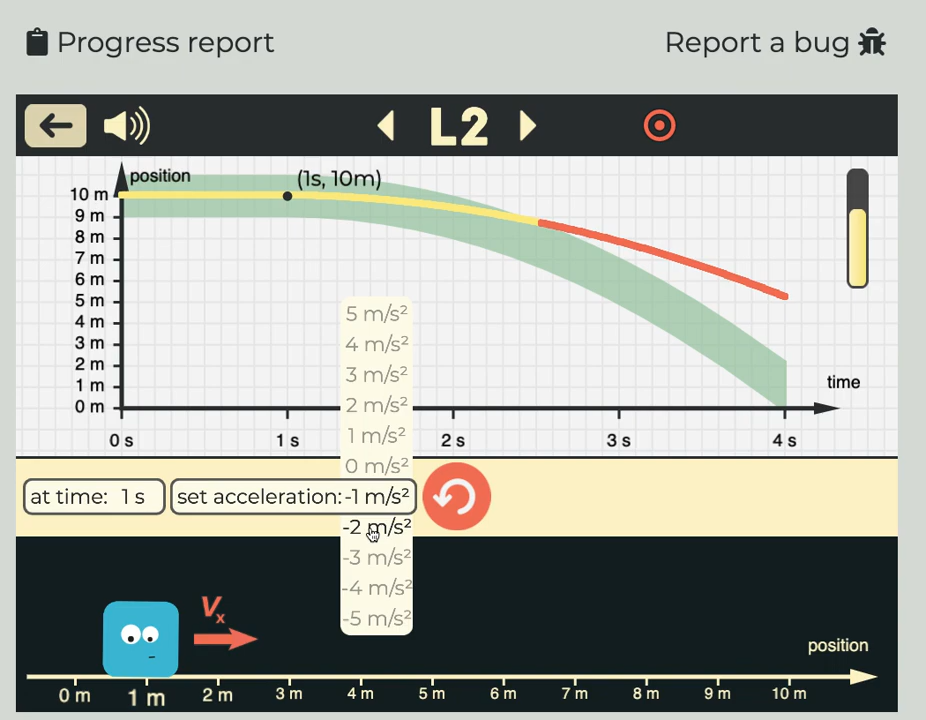 Progress report
Report a bug
L2
position
(1s, 10m)
10 m
9 m
8 m
7 m
6 m
5 m
4 m
3 m
2 m
1 m
0 m
time
0 s
1 s
2 s
3 s
4 s
5 m/s²
4 m/s²
3 m/s²
2 m/s²
1 m/s²
0 m/s²
at time: 1 s
set acceleration: -1 m/s²
-2 m/s²
-3 m/s²
-4 m/s²
-5 m/s²
Vx
position
0 m
1 m
2 m
3 m
4 m
5 m
6 m
7 m
8 m
9 m
10 m